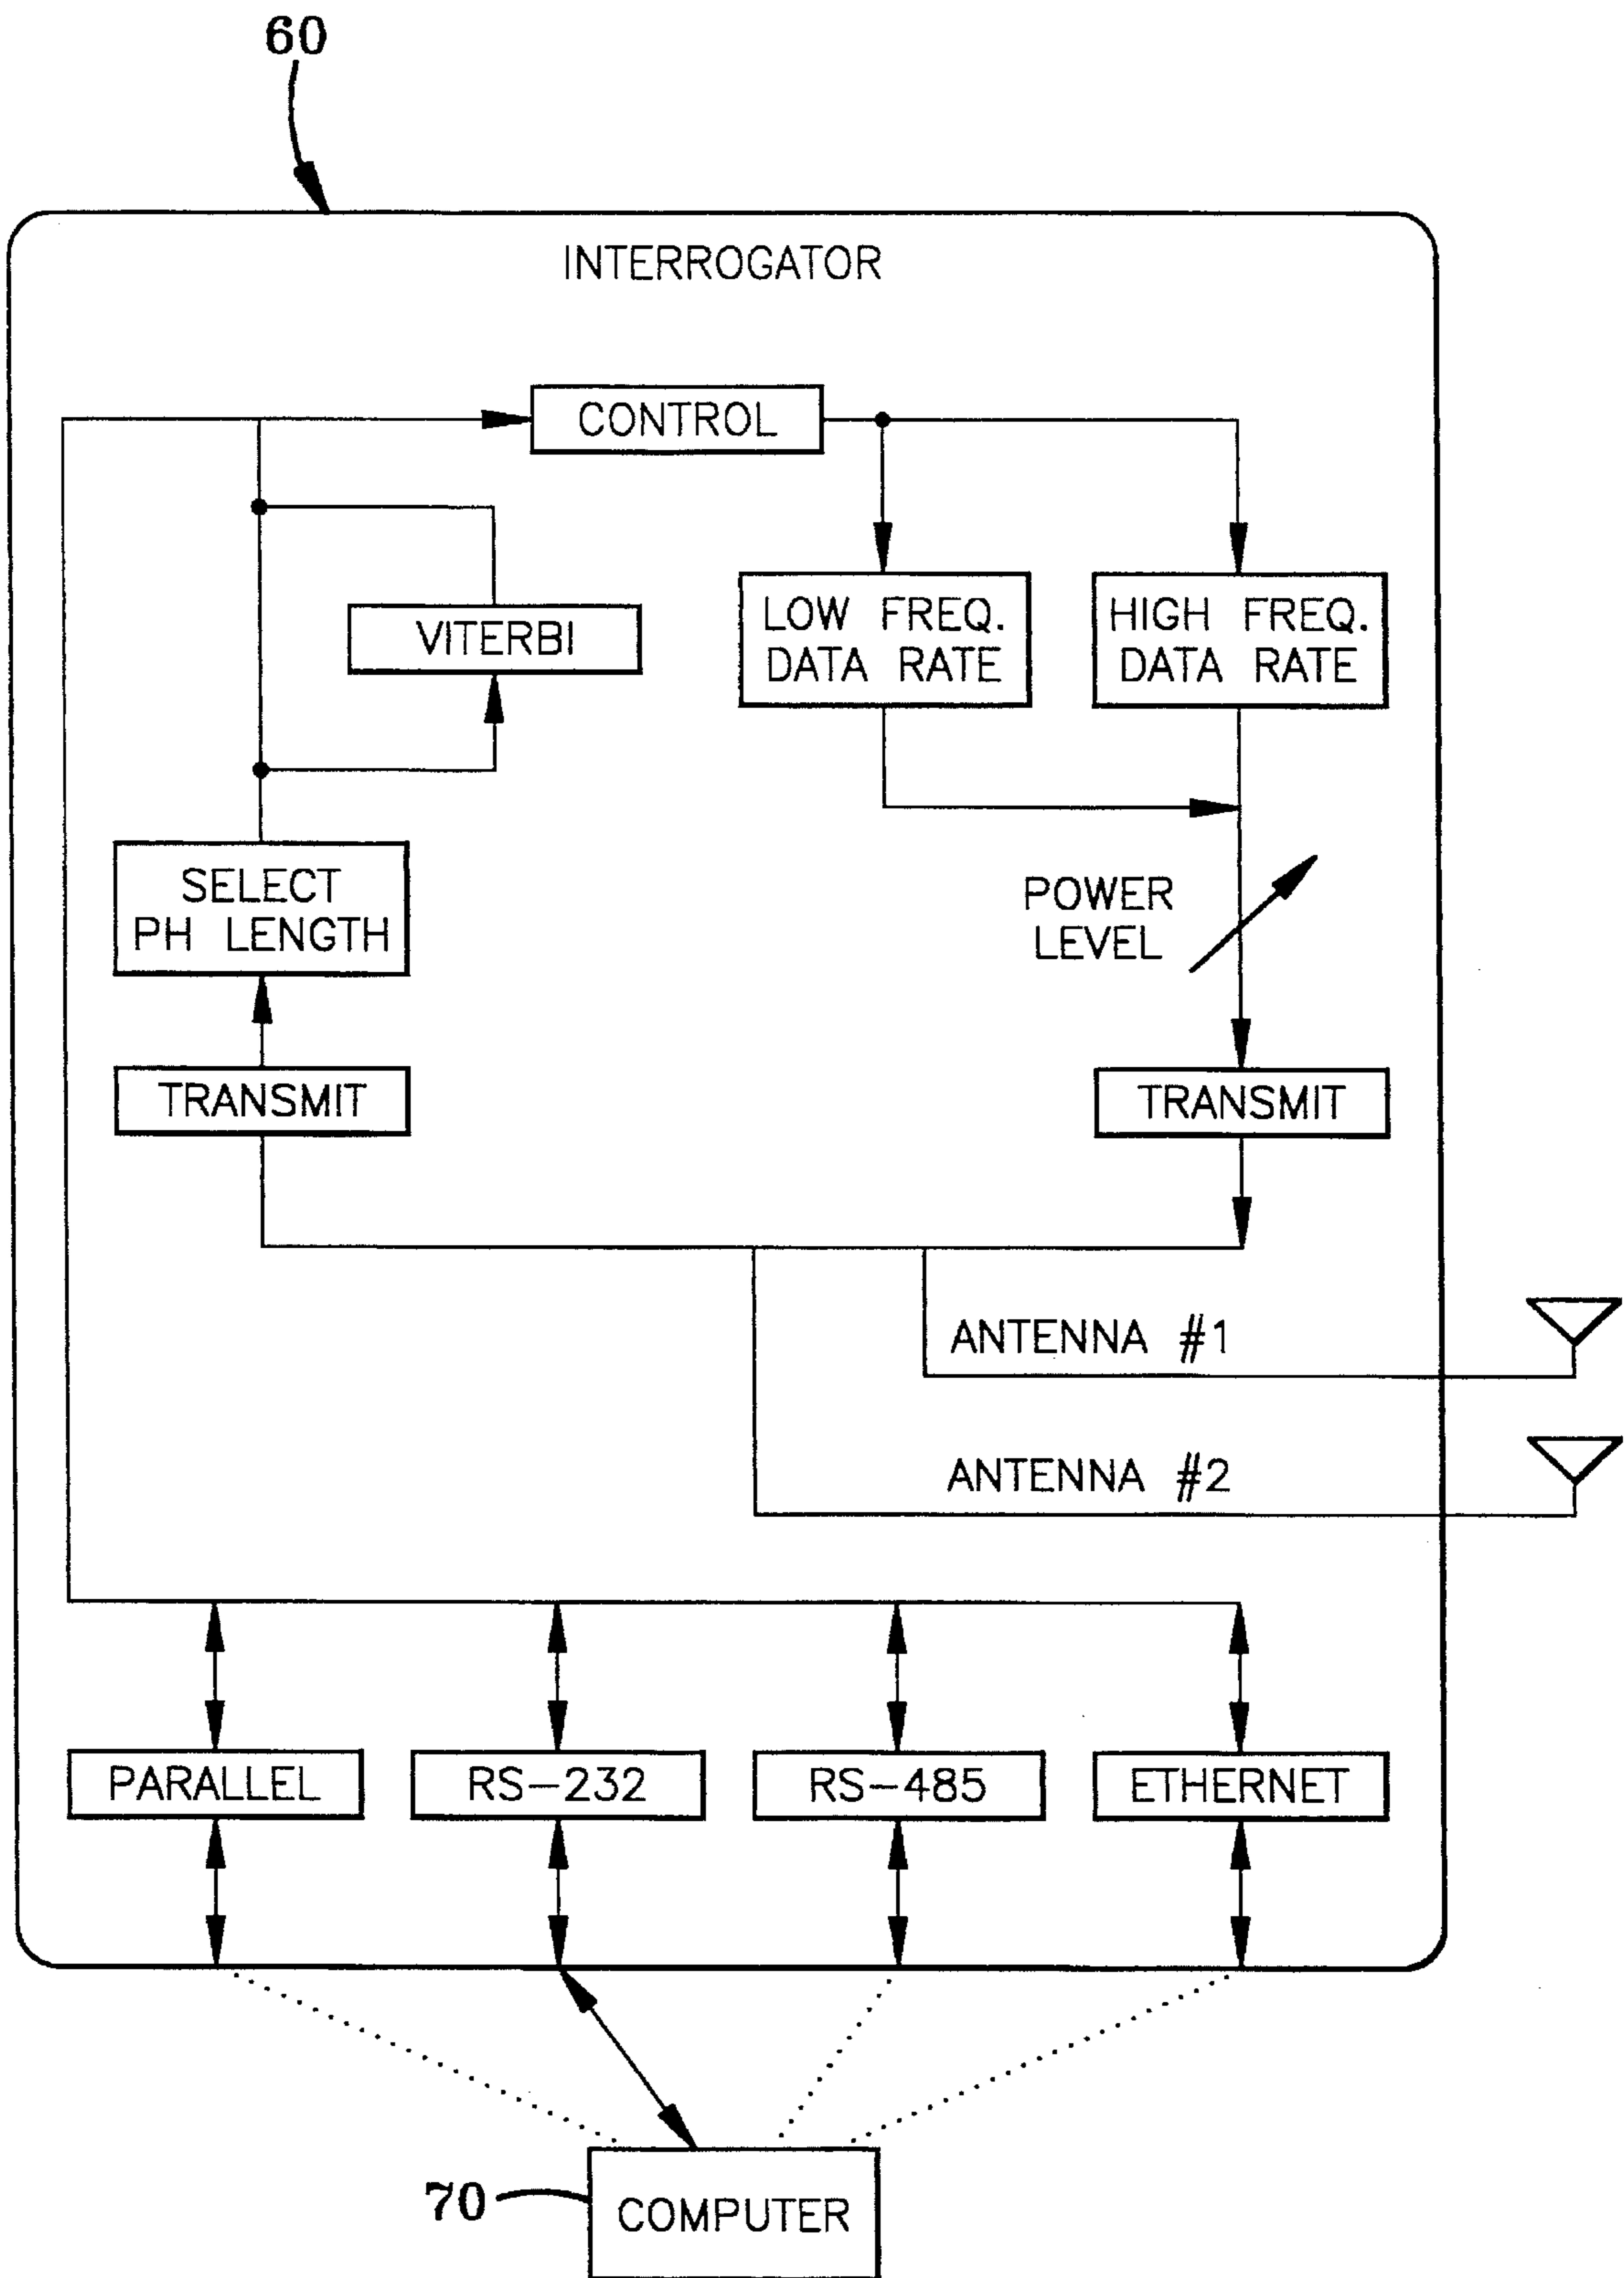 60
INTERROGATOR
CONTROL
VITERBI
LOW FREQ.
DATA RATE
HIGH FREQ.
DATA RATE
SELECT
PH LENGTH
POWER
LEVEL
TRANSMIT
TRANSMIT
ANTENNA #1
ANTENNA #2
PARALLEL
RS-232
RS-485
ETHERNET
70
COMPUTER